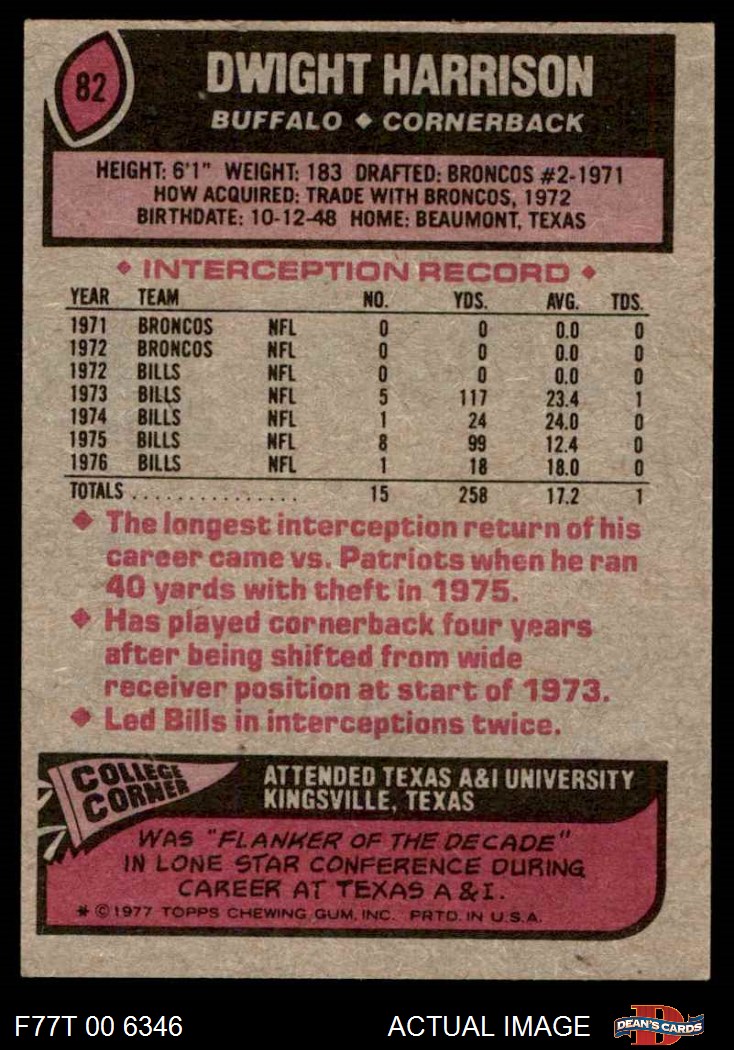 82
DWIGHT HARRISON
BUFFALO ♦ CORNERBACK
HEIGHT: 6'1" WEIGHT: 183 DRAFTED: BRONCOS #2-1971
HOW ACQUIRED: TRADE WITH BRONCOS, 1972
BIRTHDATE: 10-12-48 HOME: BEAUMONT, TEXAS
♦ INTERCEPTION RECORD ♦
YEAR TEAM NO. YDS. AVG. TDS.
1971 BRONCOS NFL 0 0 0.0 0
1972 BRONCOS NFL 0 0 0.0 0
1972 BILLS NFL 0 0 0.0 0
1973 BILLS NFL 5 117 23.4 1
1974 BILLS NFL 1 24 24.0 0
1975 BILLS NFL 8 99 12.4 0
1976 BILLS NFL 1 18 18.0 0
TOTALS ............... 15 258 17.2 1
♦ The longest interception return of his
career came vs. Patriots when he ran
40 yards with theft in 1975.
♦ Has played cornerback four years
after being shifted from wide
receiver position at start of 1973.
♦ Led Bills in interceptions twice.
COLLEGE
CORNER
ATTENDED TEXAS A&I UNIVERSITY
KINGSVILLE, TEXAS
WAS "FLANKER OF THE DECADE"
IN LONE STAR CONFERENCE DURING
CAREER AT TEXAS A & I.
* © 1977 TOPPS CHEWING GUM, INC. PRTD. IN U.S.A.
F77T 00 6346
ACTUAL IMAGE
D
DEAN'S CARDS